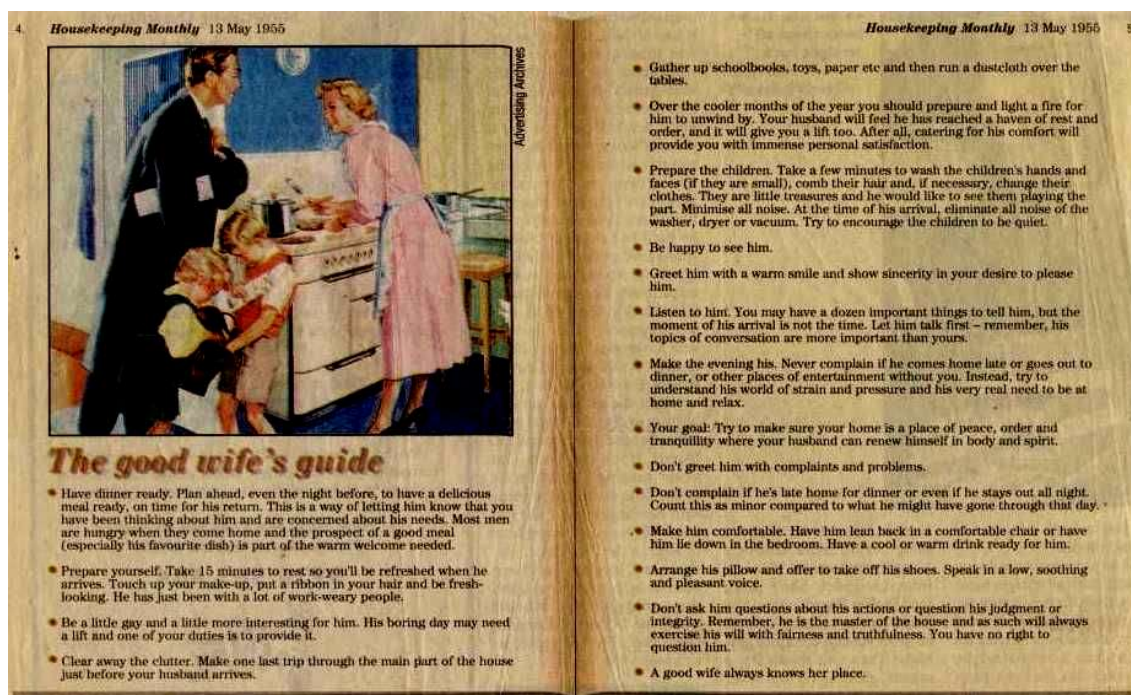 4.
Housekeeping Monthly 13 May 1955
Advertising Archives
The good wife's guide
• Have dinner ready. Plan ahead, even the night before, to have a delicious
meal ready, on time for his return. This is a way of letting him know that you
have been thinking about him and are concerned about his needs. Most men
are hungry when they come home and the prospect of a good meal
(especially his favourite dish) is part of the warm welcome needed.
• Prepare yourself. Take 15 minutes to rest so you'll be refreshed when he
arrives. Touch up your make-up, put a ribbon in your hair and be fresh-
looking. He has just been with a lot of work-weary people.
• Be a little gay and a little more interesting for him. His boring day may need
a lift and one of your duties is to provide it.
• Clear away the clutter. Make one last trip through the main part of the house
just before your husband arrives.
Housekeeping Monthly 13 May 1955
• Gather up schoolbooks, toys, paper etc and then run a dustcloth over the
tables.
• Over the cooler months of the year you should prepare and light a fire for
him to unwind by. Your husband will feel he has reached a haven of rest and
order, and it will give you a lift too. After all, catering for his comfort will
provide you with immense personal satisfaction.
• Prepare the children. Take a few minutes to wash the children's hands and
faces (if they are small), comb their hair and, if necessary, change their
clothes. They are little treasures and he would like to see them playing the
part. Minimise all noise. At the time of his arrival, eliminate all noise of the
washer, dryer or vacuum. Try to encourage the children to be quiet.
• Be happy to see him.
• Greet him with a warm smile and show sincerity in your desire to please
him.
• Listen to him. You may have a dozen important things to tell him, but the
moment of his arrival is not the time. Let him talk first – remember, his
topics of conversation are more important than yours.
• Make the evening his. Never complain if he comes home late or goes out to
dinner, or other places of entertainment without you. Instead, try to
understand his world of strain and pressure and his very real need to be at
home and relax.
• Your goal: Try to make sure your home is a place of peace, order and
tranquillity where your husband can renew himself in body and spirit.
• Don't greet him with complaints and problems.
• Don't complain if he's late home for dinner or even if he stays out all night.
Count this as minor compared to what he might have gone through that day.
• Make him comfortable. Have him lean back in a comfortable chair or have
him lie down in the bedroom. Have a cool or warm drink ready for him.
• Arrange his pillow and offer to take off his shoes. Speak in a low, soothing
and pleasant voice.
• Don't ask him questions about his actions or question his judgment or
integrity. Remember, he is the master of the house and as such will always
exercise his will with fairness and truthfulness. You have no right to
question him.
• A good wife always knows her place.